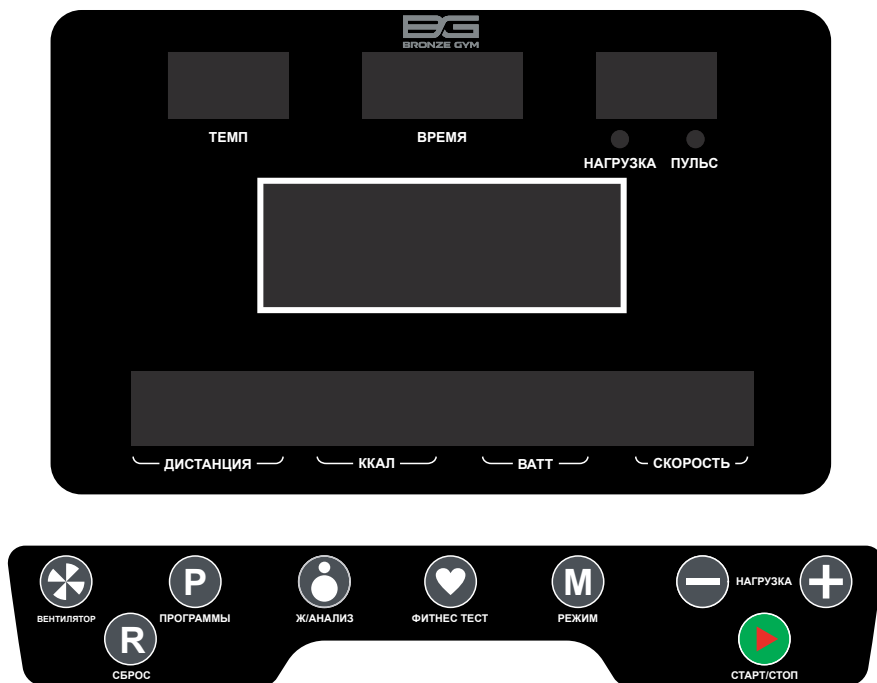 BG
BRONZE GYM
ТЕМП
ВРЕМЯ
НАГРУЗКА ПУЛЬС
ДИСТАНЦИЯ ККАЛ ВАТТ СКОРОСТЬ
P M
НАГРУЗКА
ВЕНТИЛЯТОР ПРОГРАММЫ Ж/АНАЛИЗ ФИТНЕС ТЕСТ РЕЖИМ
R
СБРОС СТАРТ/СТОП